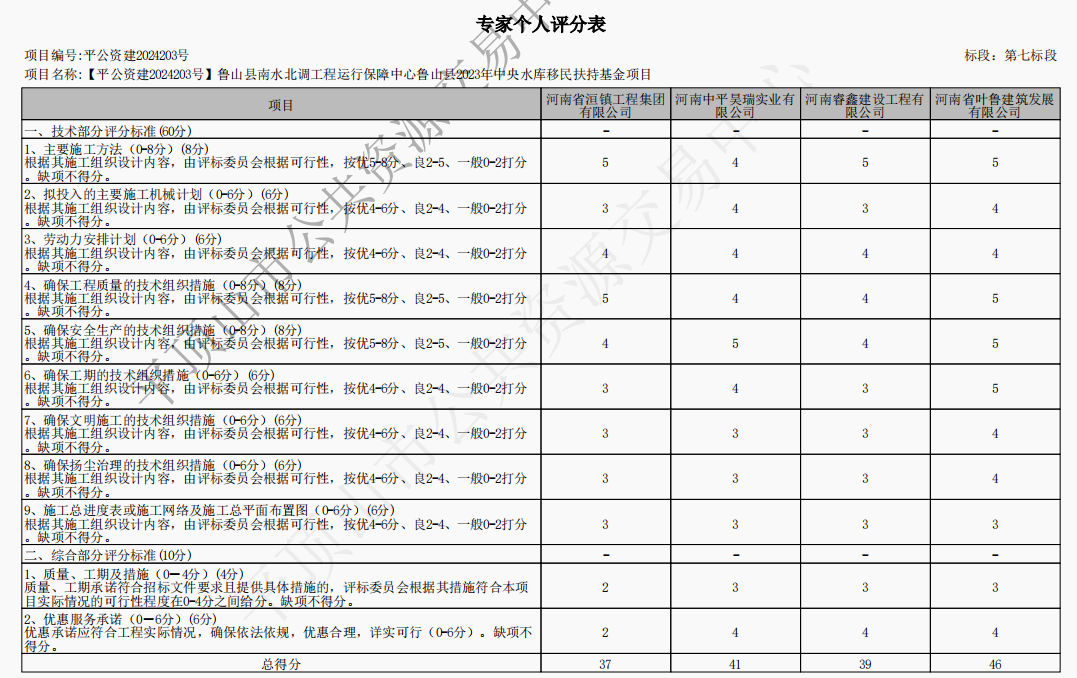 专家个人评分表
项目编号:平公资建2024203号
标段：第七标段
项目名称:【平公资建2024203号】鲁山县南水北调工程运行保障中心鲁山县2023年中央水库移民扶持基金项目
项目 河南省洹镇工程集团有限公司 河南中平昊瑞实业有限公司 河南睿鑫建设工程有限公司 河南省叶鲁建筑发展有限公司
一、技术部分评分标准(60分) - - - -
1、主要施工方法（0-8分）(8分)
根据其施工组织设计内容，由评标委员会根据可行性，按优5-8分、良2-5、一般0-2打分 5 4 5 5
。缺项不得分。
2、拟投入的主要施工机械计划（0-6分）(6分)
根据其施工组织设计内容，由评标委员会根据可行性，按优4-6分、良2-4、一般0-2打分 3 4 3 4
。缺项不得分。
3、劳动力安排计划（0-6分）(6分)
根据其施工组织设计内容，由评标委员会根据可行性，按优4-6分、良2-4、一般0-2打分 4 4 4 4
。缺项不得分。
4、确保工程质量的技术组织措施（0-8分）(8分)
根据其施工组织设计内容，由评标委员会根据可行性，按优5-8分、良2-5、一般0-2打分 5 4 4 5
。缺项不得分。
5、确保安全生产的技术组织措施（0-8分）(8分)
根据其施工组织设计内容，由评标委员会根据可行性，按优5-8分、良2-5、一般0-2打分 4 5 4 5
。缺项不得分。
6、确保工期的技术组织措施（0-6分）(6分)
根据其施工组织设计内容，由评标委员会根据可行性，按优4-6分、良2-4、一般0-2打分 3 4 3 5
。缺项不得分。
7、确保文明施工的技术组织措施（0-6分）(6分)
根据其施工组织设计内容，由评标委员会根据可行性，按优4-6分、良2-4、一般0-2打分 3 3 3 4
。缺项不得分。
8、确保扬尘治理的技术组织措施（0-6分）(6分)
根据其施工组织设计内容，由评标委员会根据可行性，按优4-6分、良2-4、一般0-2打分 3 3 3 4
。缺项不得分。
9、施工总进度表或施工网络及施工总平面布置图（0-6分）(6分)
根据其施工组织设计内容，由评标委员会根据可行性，按优4-6分、良2-4、一般0-2打分 3 3 3 3
。缺项不得分。
二、综合部分评分标准(10分) - - - -
1、质量、工期及措施（0—4分）(4分)
质量、工期承诺符合招标文件要求且提供具体措施的，评标委员会根据其措施符合本项 2 3 3 3
目实际情况的可行性程度在0-4分之间给分。缺项不得分。
2、优惠服务承诺（0—6分）(6分)
优惠承诺应符合工程实际情况，确保依法依规，优惠合理，详实可行（0-6分）。缺项不 2 4 4 4
得分。
总得分 37 41 39 46
平顶山市公共资源交易中
平顶山市公共资源交易中心